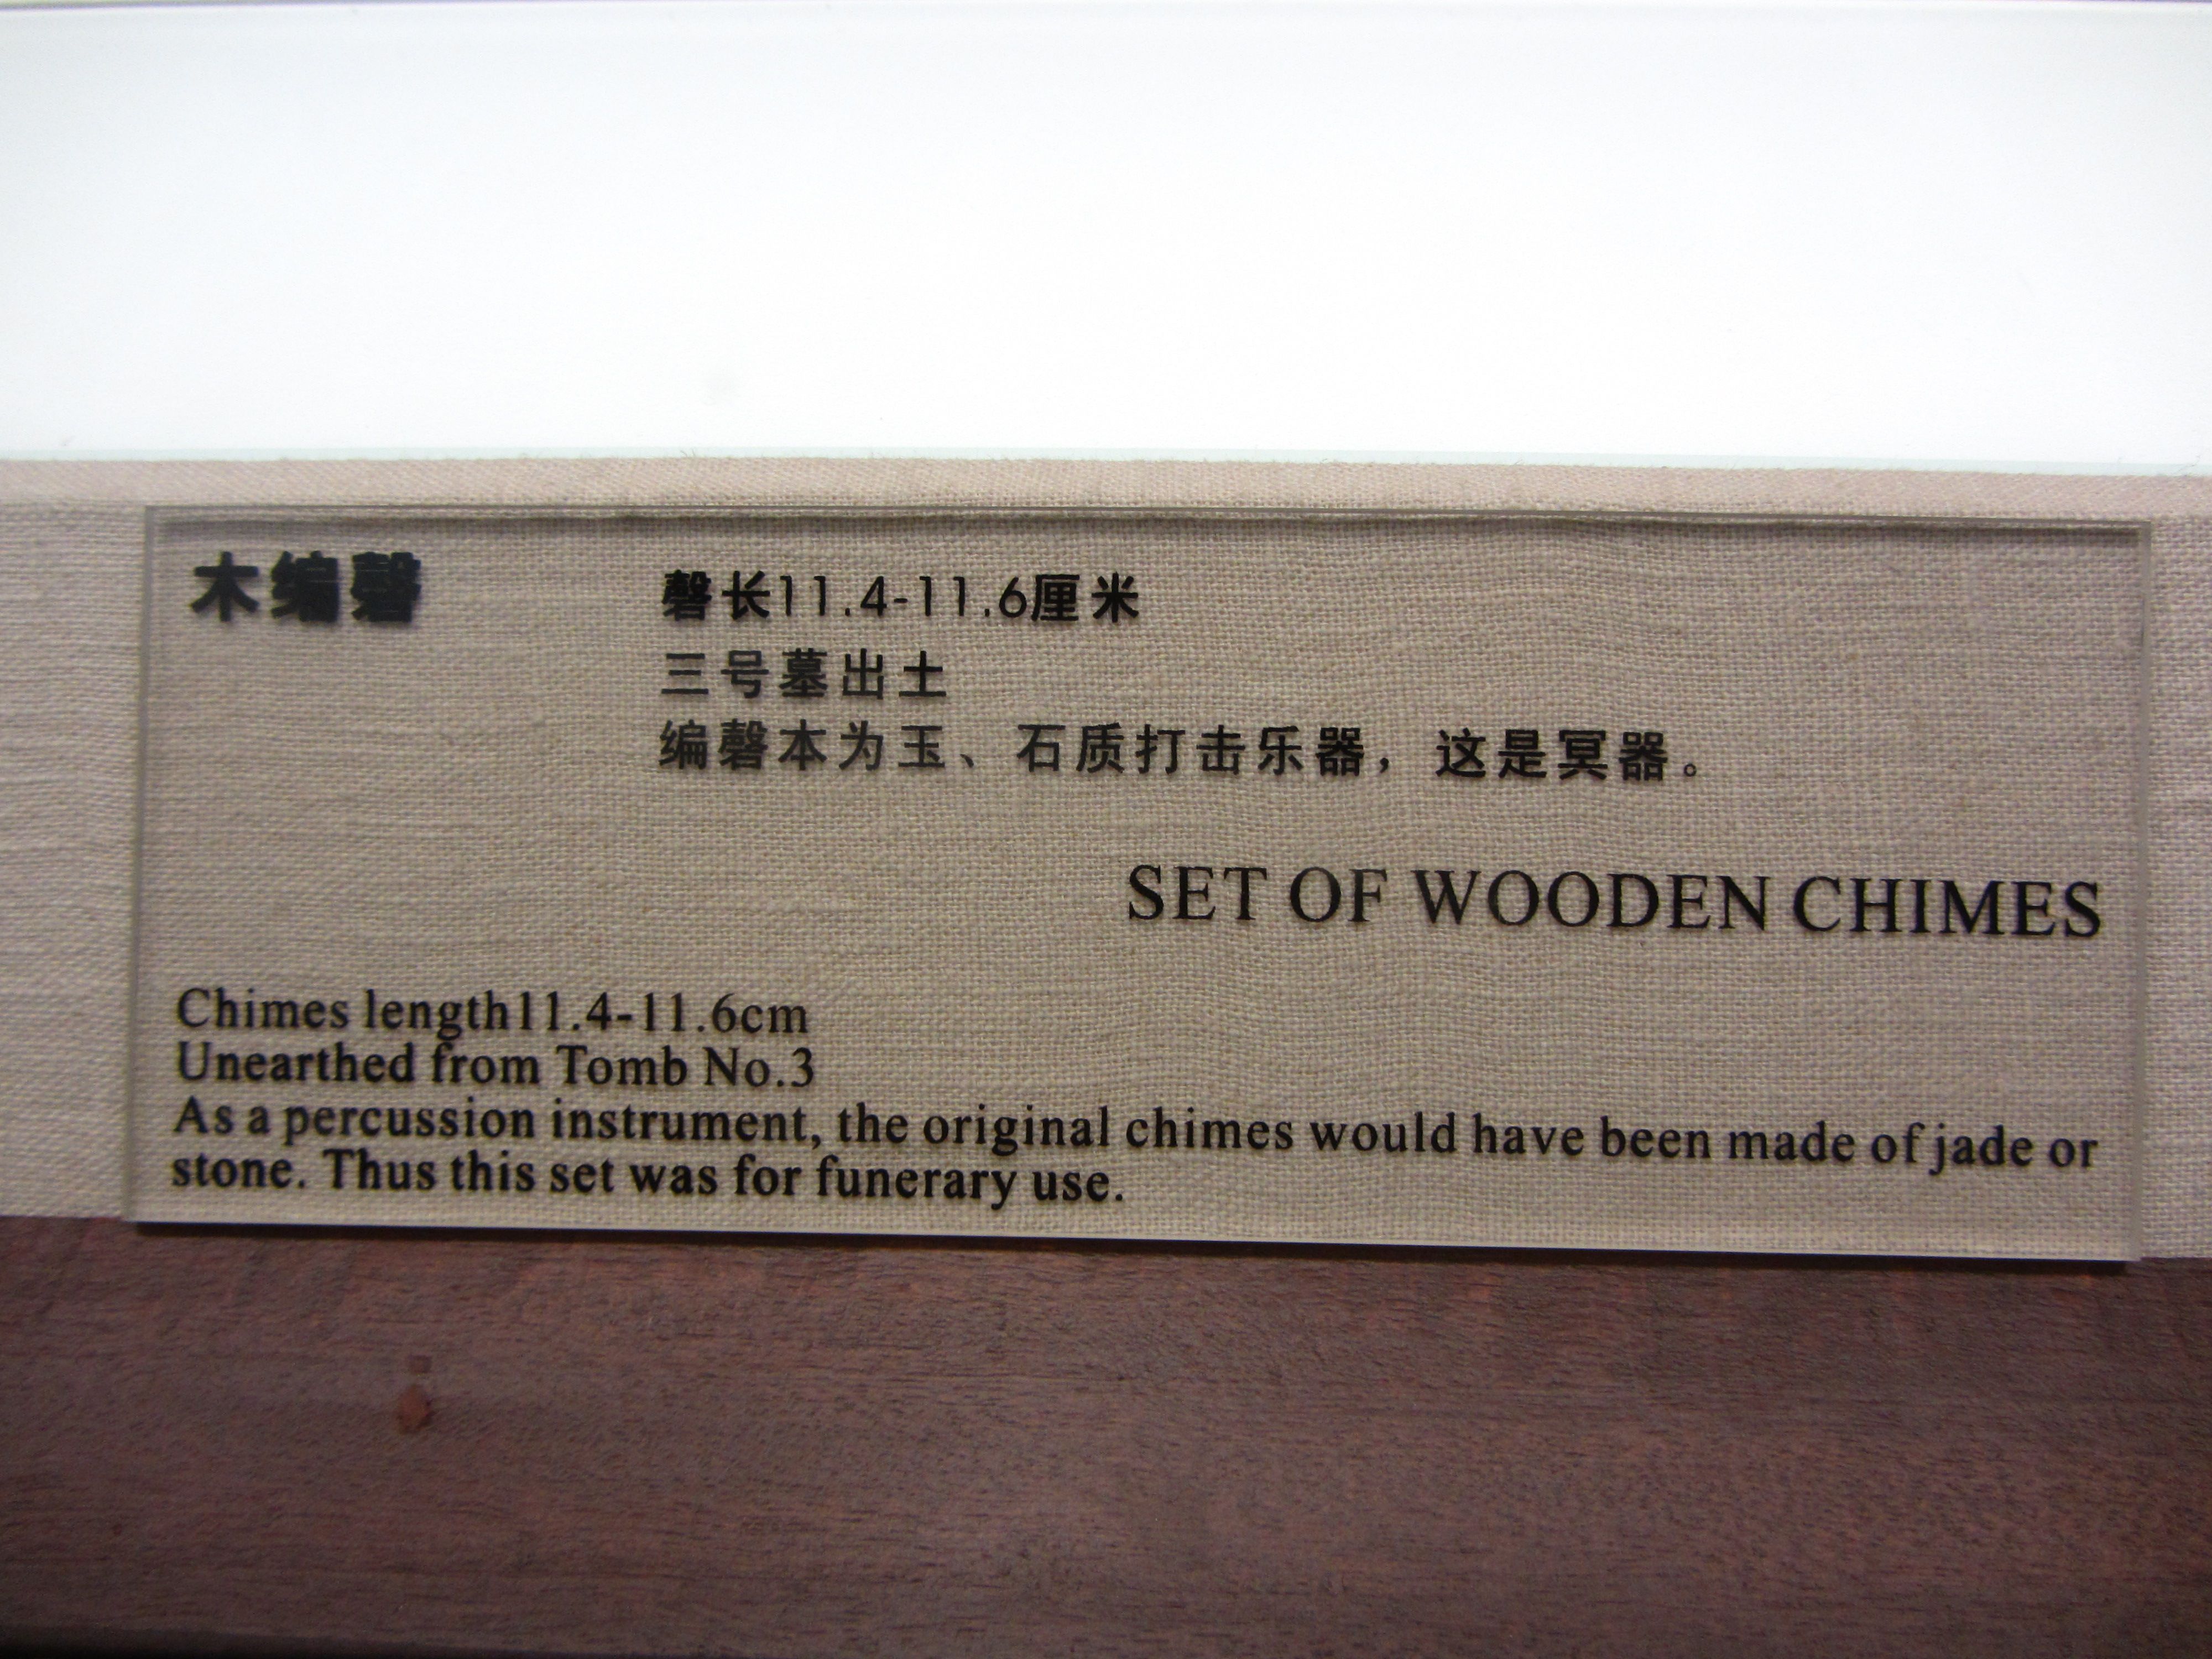 木编磬
磬长11.4-11.6厘米
三号墓出土
编磬本为玉、石质打击乐器，这是冥器。
SET OF WOODEN CHIMES
Chimes length11.4-11.6cm
Unearthed from Tomb No.3
As a percussion instrument, the original chimes would have been made of jade or
stone. Thus this set was for funerary use.